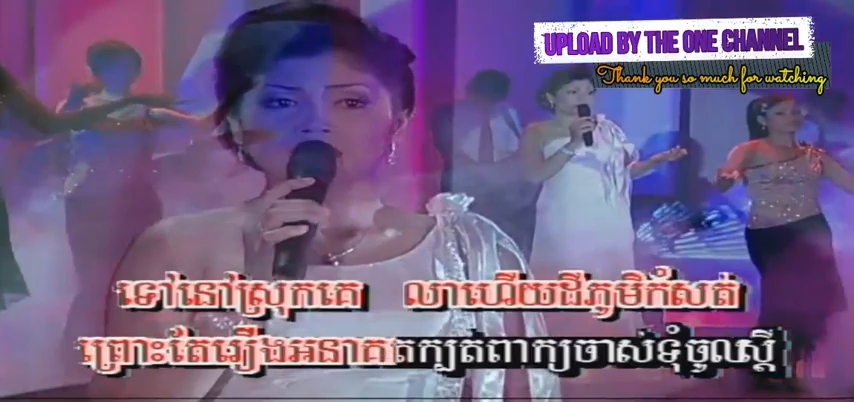 UPLOAD BY THE ONE CHANNEL
Thank you so much for watching
ទៅនៅស្រុកគេ លាហើយដីភូមិកំសត់
ព្រោះតែរឿងអនាគតក្បត់ពាក្យចាស់ទុំចូលស្ដី